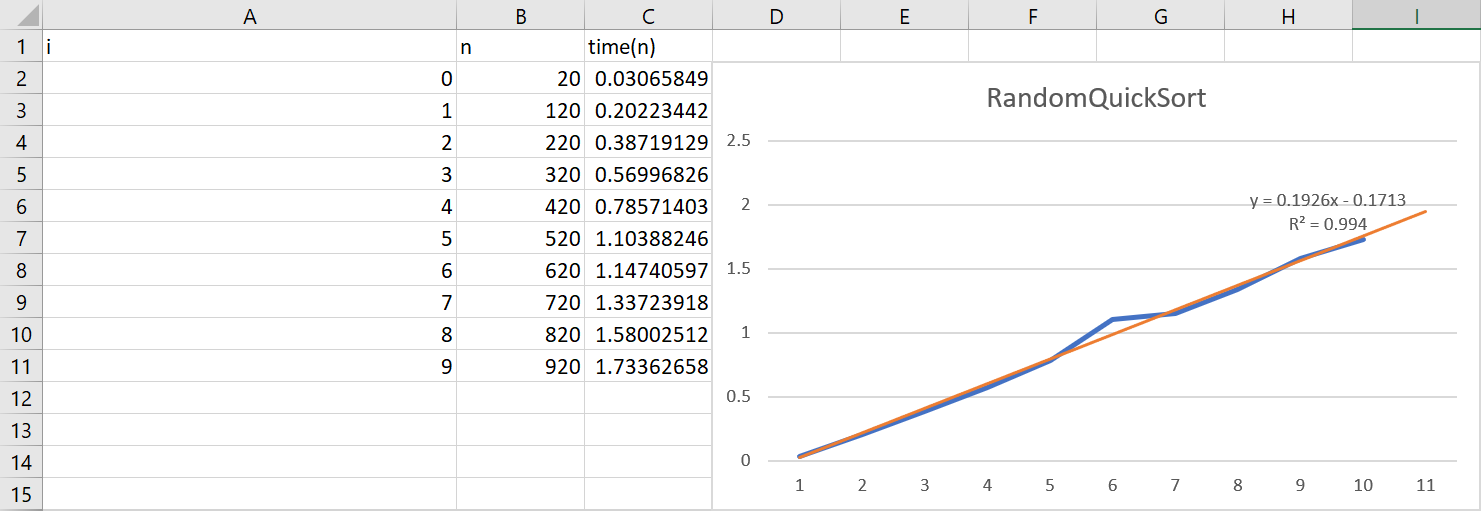 A B C D E F G H I
1 i n time(n)
2 0 20 0.03065849
3 1 120 0.20223442
4 2 220 0.38719129
5 3 320 0.56996826
6 4 420 0.78571403
7 5 520 1.10388246
8 6 620 1.14740597
9 7 720 1.33723918
10 8 820 1.58002512
11 9 920 1.73362658
12
13
14
15
RandomQuickSort
2.5
2
y = 0.1926x - 0.1713
R² = 0.994
1.5
1
0.5
0
1 2 3 4 5 6 7 8 9 10 11